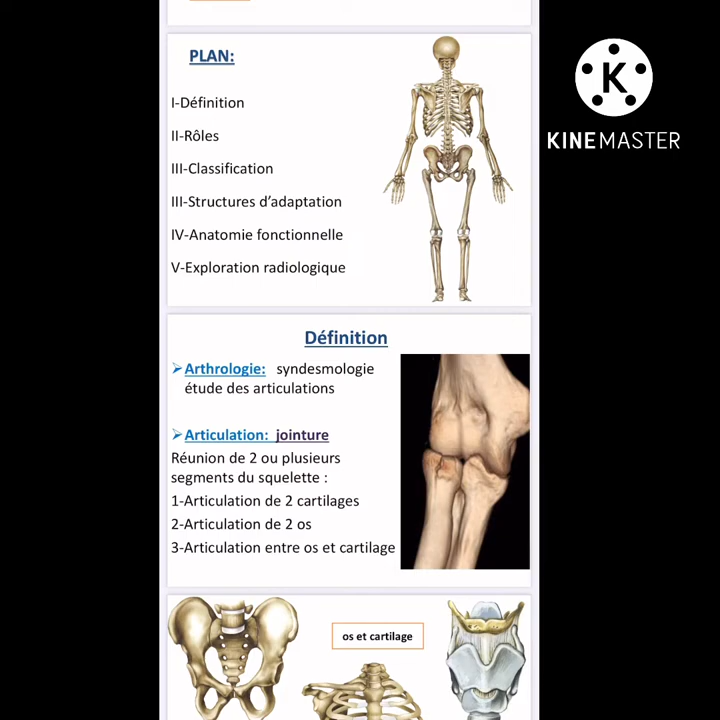 PLAN:
I-Définition
II-Rôles
III-Classification
III-Structures d’adaptation
IV-Anatomie fonctionnelle
V-Exploration radiologique
K
KINEMASTER
Définition
Arthrologie: syndesmologie
étude des articulations
Articulation: jointure
Réunion de 2 ou plusieurs
segments du squelette :
1-Articulation de 2 cartilages
2-Articulation de 2 os
3-Articulation entre os et cartilage
os et cartilage